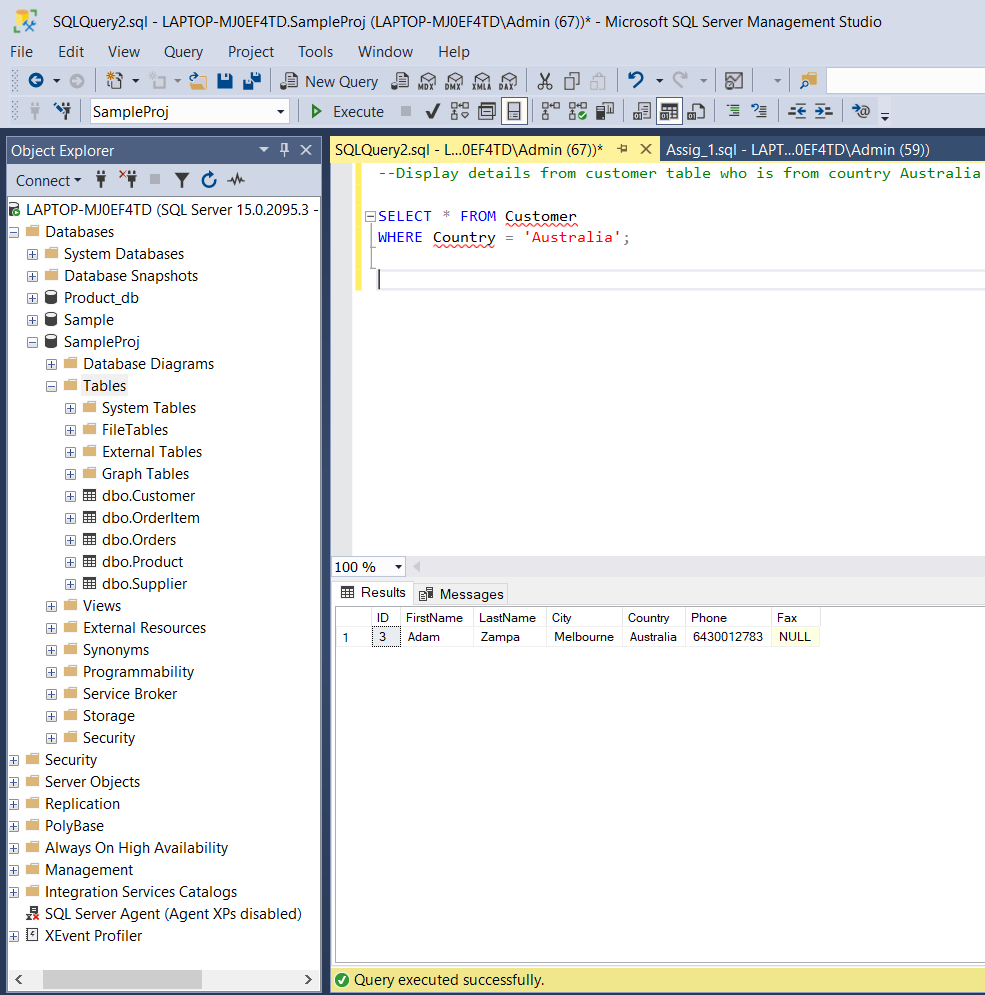 SQLQuery2.sql - LAPTOP-MJ0EF4TD.SampleProj (LAPTOP-MJ0EF4TD\Admin (67))* - Microsoft SQL Server Management Studio
File Edit View Query Project Tools Window Help
New Query MDX DMX XMLA DAX
SampleProj Execute
Object Explorer
Connect
LAPTOP-MJ0EF4TD (SQL Server 15.0.2095.3 -
Databases
System Databases
Database Snapshots
Product_db
Sample
SampleProj
Database Diagrams
Tables
System Tables
FileTables
External Tables
Graph Tables
dbo.Customer
dbo.OrderItem
dbo.Orders
dbo.Product
dbo.Supplier
Views
External Resources
Synonyms
Programmability
Service Broker
Storage
Security
Security
Server Objects
Replication
PolyBase
Always On High Availability
Management
Integration Services Catalogs
SQL Server Agent (Agent XPs disabled)
XEvent Profiler
SQLQuery2.sql - L...0EF4TD\Admin (67))* Assig_1.sql - LAPT...0EF4TD\Admin (59))
--Display details from customer table who is from country Australia
SELECT * FROM Customer
WHERE Country = 'Australia';
100 %
Results Messages
ID FirstName LastName City Country Phone Fax
1 3 Adam Zampa Melbourne Australia 6430012783 NULL
Query executed successfully.